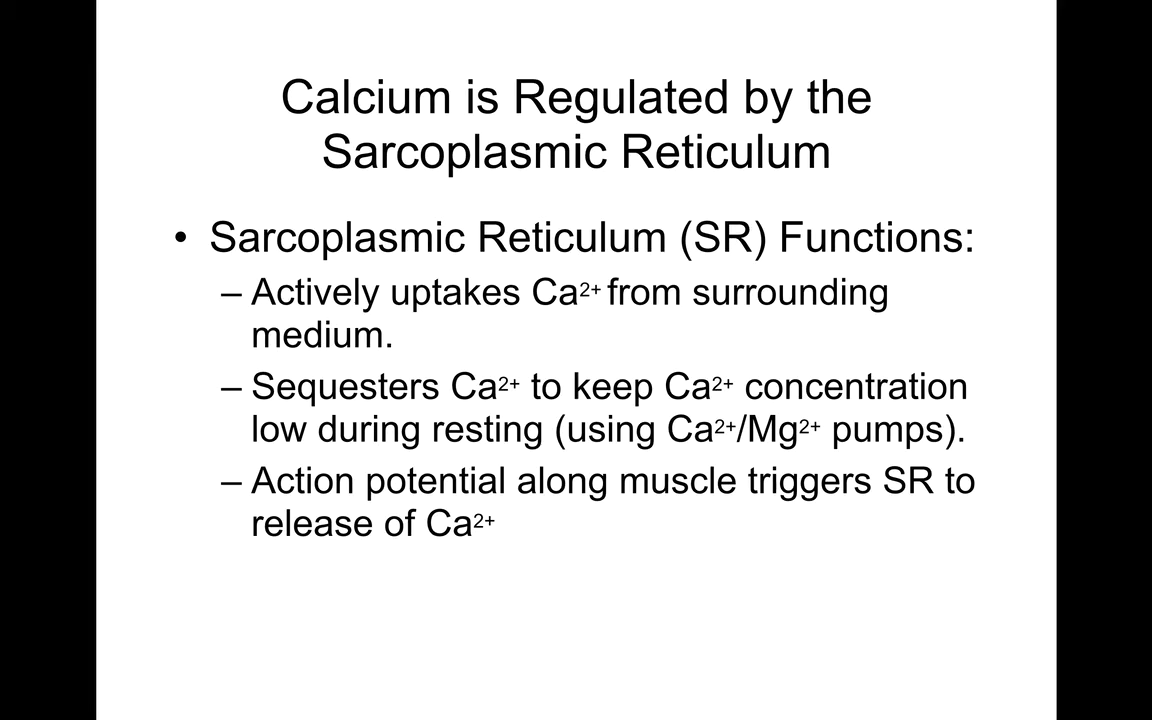 Calcium is Regulated by the
Sarcoplasmic Reticulum
• Sarcoplasmic Reticulum (SR) Functions:
– Actively uptakes Ca²⁺ from surrounding
medium.
– Sequesters Ca²⁺ to keep Ca²⁺ concentration
low during resting (using Ca²⁺/Mg²⁺ pumps).
– Action potential along muscle triggers SR to
release of Ca²⁺